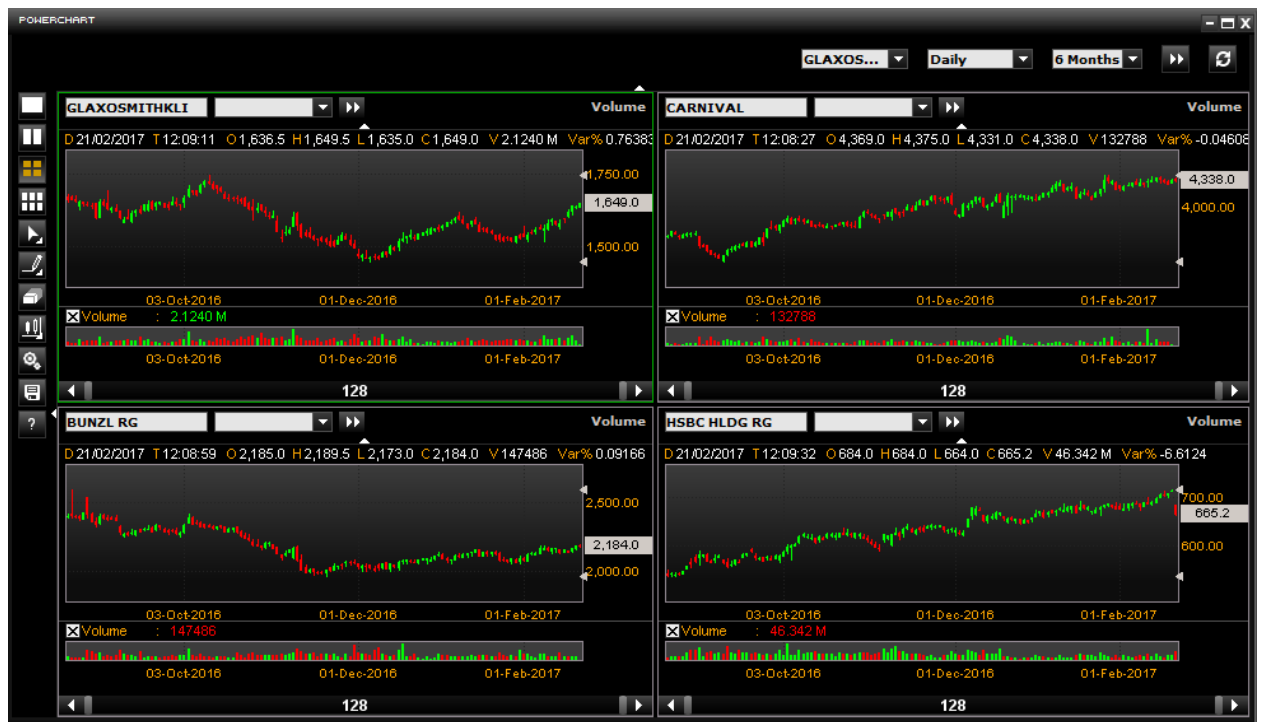 POWERCHART
GLAXOS... Daily 6 Months
GLAXOSMITHKLI Volume
D 21/02/2017 T 12:09:11 O 1,636.5 H 1,649.5 L 1,635.0 C 1,649.0 V 2.1240 M Var% 0.76383
1,750.00
1,649.0
1,500.00
03-Oct-2016 01-Dec-2016 01-Feb-2017
Volume : 2.1240 M
03-Oct-2016 01-Dec-2016 01-Feb-2017
128
CARNIVAL Volume
D 21/02/2017 T 12:08:27 O 4,369.0 H 4,375.0 L 4,331.0 C 4,338.0 V 132788 Var% -0.04608
4,338.0
4,000.00
03-Oct-2016 01-Dec-2016 01-Feb-2017
Volume : 132788
03-Oct-2016 01-Dec-2016 01-Feb-2017
128
BUNZL RG Volume
D 21/02/2017 T 12:08:59 O 2,185.0 H 2,189.5 L 2,173.0 C 2,184.0 V 147486 Var% 0.09166
2,500.00
2,184.0
2,000.00
03-Oct-2016 01-Dec-2016 01-Feb-2017
Volume : 147486
03-Oct-2016 01-Dec-2016 01-Feb-2017
128
HSBC HLDG RG Volume
D 21/02/2017 T 12:09:32 O 684.0 H 684.0 L 664.0 C 665.2 V 46.342 M Var% -6.6124
700.00
665.2
600.00
03-Oct-2016 01-Dec-2016 01-Feb-2017
Volume : 46.342 M
03-Oct-2016 01-Dec-2016 01-Feb-2017
128
?